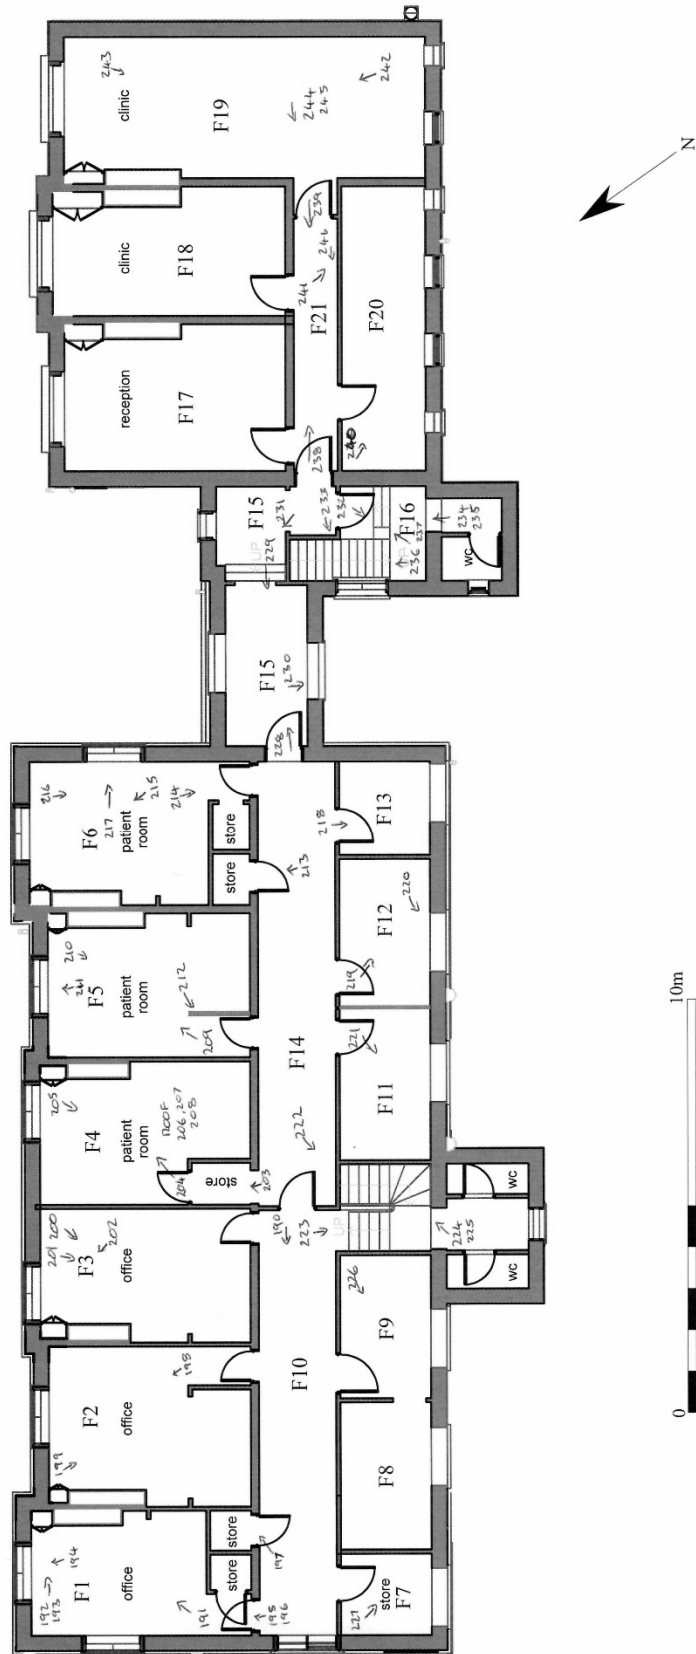 243
clinic
F19
244
245
242
N
clinic
F18
239
246
241
F21
F20
reception
F17
238
240
F15
231
233
UP
229
F16
234
235
236
237
wc
F15
230
228
216
F6
217
215
214
patient
room
store
store
218
F13
213
210
211
F5
patient
room
212
209
F12
220
219
F14
221
F11
205
F4
patient
room
ROOF
206, 207
208
204
store
203
222
201
200
F3
202
office
190
223
UP
wc
224
225
wc
198
F2
office
199
F10
226
F9
F8
192
193
F1
194
office
191
store
store
197
195
196
227
store
F7
0
10m